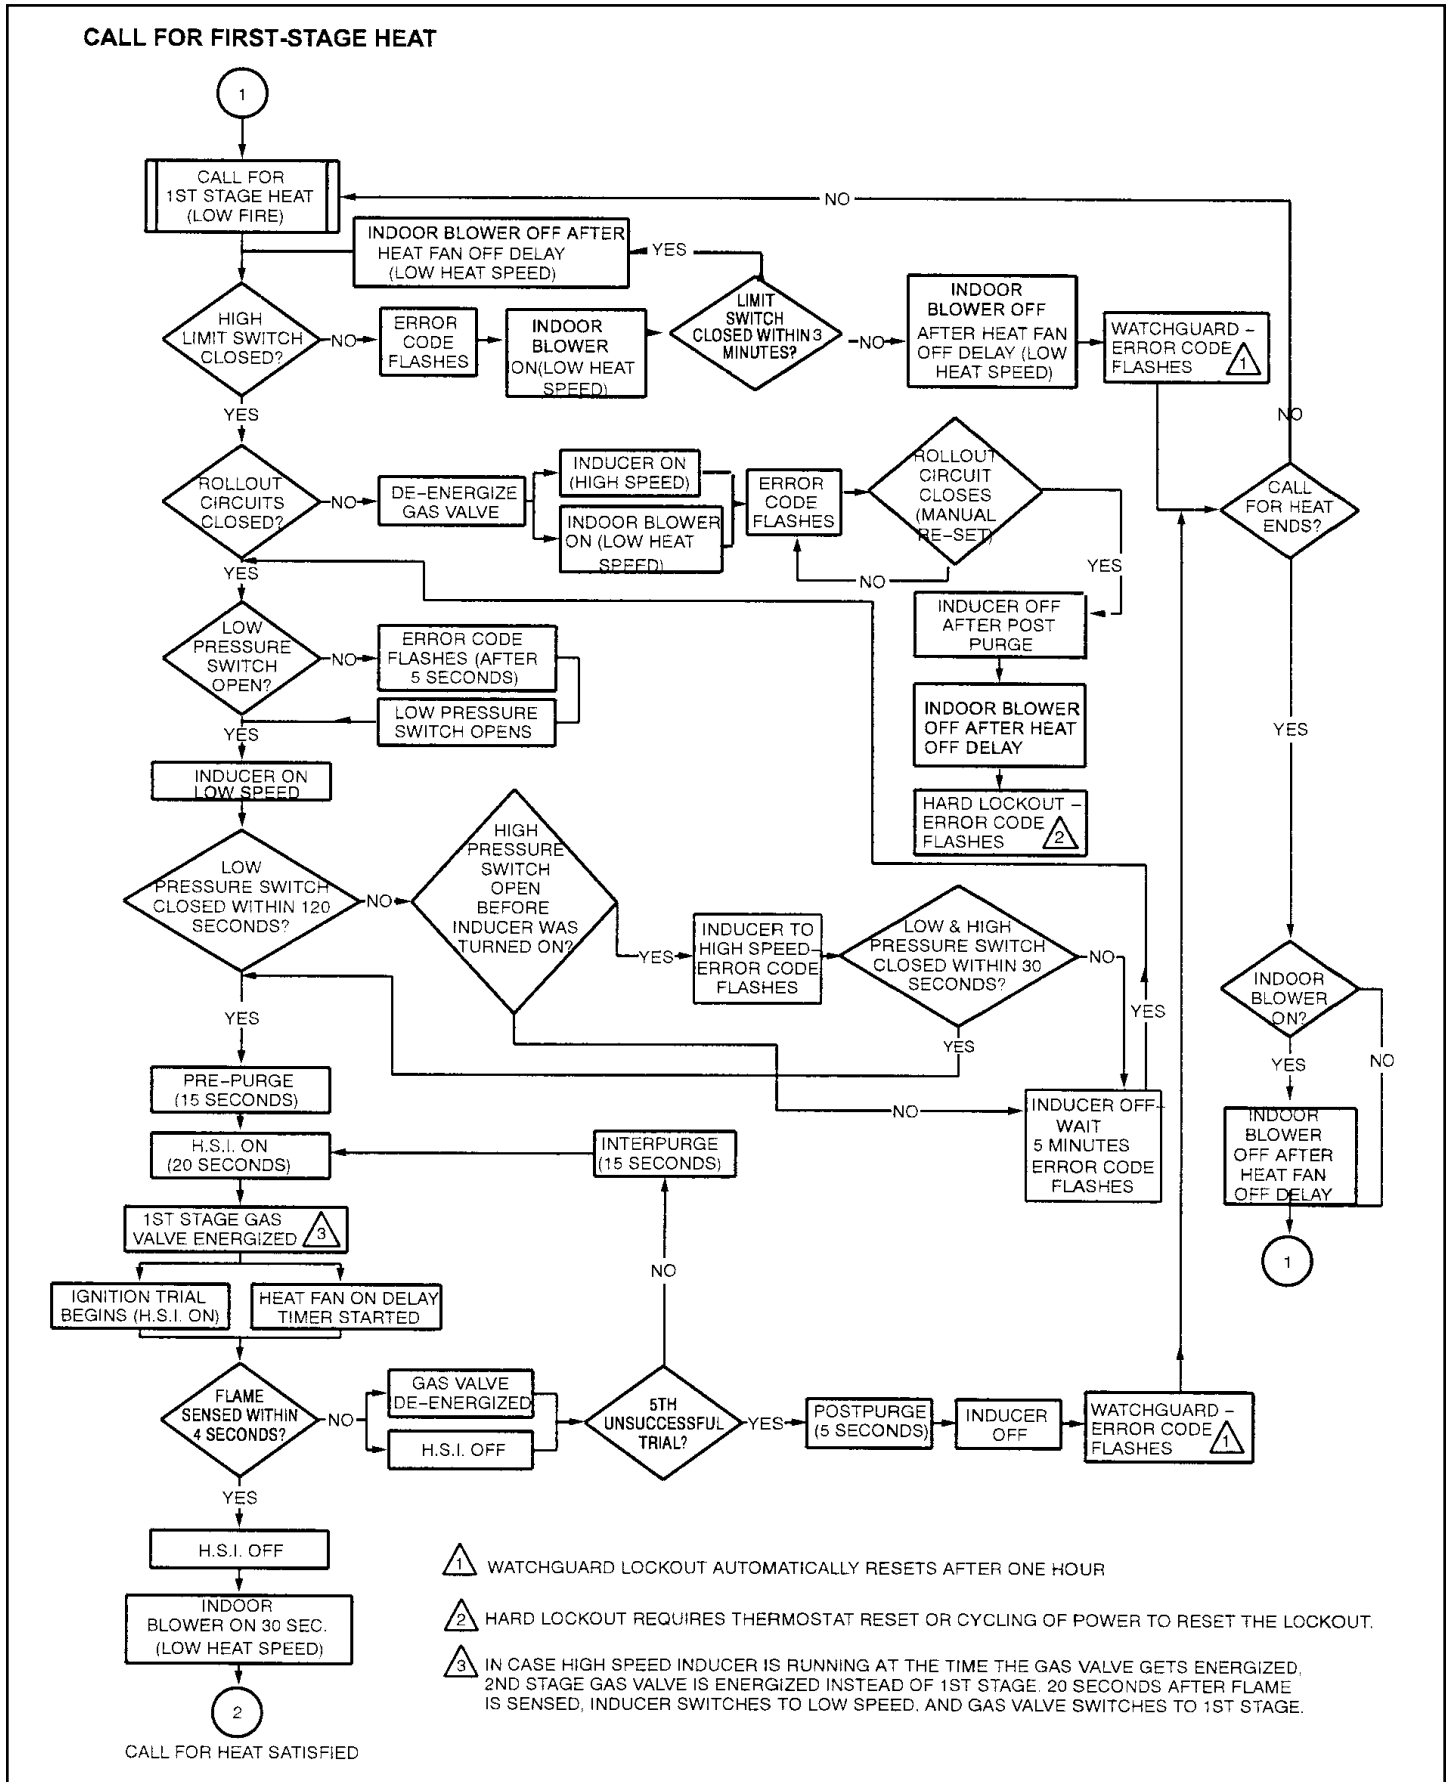 CALL FOR FIRST-STAGE HEAT
1
CALL FOR
1ST STAGE HEAT
(LOW FIRE)
NO
INDOOR BLOWER OFF AFTER
HEAT FAN OFF DELAY
(LOW HEAT SPEED)
YES
HIGH
LIMIT SWITCH
CLOSED?
NO
ERROR
CODE
FLASHES
INDOOR
BLOWER
ON(LOW HEAT
SPEED)
LIMIT
SWITCH
CLOSED WITHIN 3
MINUTES?
NO
INDOOR
BLOWER OFF
AFTER HEAT FAN
OFF DELAY (LOW
HEAT SPEED)
WATCHGUARD –
ERROR CODE
FLASHES
1
NO
YES
ROLLOUT
CIRCUITS
CLOSED?
NO
DE–ENERGIZE
GAS VALVE
INDUCER ON
(HIGH SPEED)
INDOOR BLOWER
ON (LOW HEAT
SPEED)
ERROR
CODE
FLASHES
ROLLOUT
CIRCUIT
CLOSES
(MANUAL
RE–SET)
NO
YES
CALL
FOR HEAT
ENDS?
YES
YES
LOW
PRESSURE
SWITCH
OPEN?
NO
ERROR CODE
FLASHES (AFTER
5 SECONDS)
LOW PRESSURE
SWITCH OPENS
INDUCER OFF
AFTER POST
PURGE
INDOOR BLOWER
OFF AFTER HEAT
OFF DELAY
HARD LOCKOUT –
ERROR CODE
FLASHES
2
YES
INDUCER ON
LOW SPEED
LOW
PRESSURE SWITCH
CLOSED WITHIN 120
SECONDS?
NO
HIGH
PRESSURE
SWITCH
OPEN
BEFORE
INDUCER WAS
TURNED ON?
YES
INDUCER TO
HIGH SPEED–
ERROR CODE
FLASHES
LOW & HIGH
PRESSURE SWITCH
CLOSED WITHIN 30
SECONDS?
NO
YES
YES
NO
INDUCER OFF–
WAIT
5 MINUTES
ERROR CODE
FLASHES
INDOOR
BLOWER
ON?
YES
NO
INDOOR
BLOWER
OFF AFTER
HEAT FAN
OFF DELAY
1
YES
PRE–PURGE
(15 SECONDS)
H.S.I. ON
(20 SECONDS)
INTERPURGE
(15 SECONDS)
NO
1ST STAGE GAS
VALVE ENERGIZED
3
IGNITION TRIAL
BEGINS (H.S.I. ON)
HEAT FAN ON DELAY
TIMER STARTED
FLAME
SENSED WITHIN
4 SECONDS?
NO
GAS VALVE
DE–ENERGIZED
H.S.I. OFF
5TH
UNSUCCESSFUL
TRIAL?
YES
POSTPURGE
(5 SECONDS)
INDUCER
OFF
WATCHGUARD –
ERROR CODE
FLASHES
1
YES
H.S.I. OFF
INDOOR
BLOWER ON 30 SEC.
(LOW HEAT SPEED)
2
CALL FOR HEAT SATISFIED
1 WATCHGUARD LOCKOUT AUTOMATICALLY RESETS AFTER ONE HOUR
2 HARD LOCKOUT REQUIRES THERMOSTAT RESET OR CYCLING OF POWER TO RESET THE LOCKOUT.
3 IN CASE HIGH SPEED INDUCER IS RUNNING AT THE TIME THE GAS VALVE GETS ENERGIZED,
2ND STAGE GAS VALVE IS ENERGIZED INSTEAD OF 1ST STAGE. 20 SECONDS AFTER FLAME
IS SENSED, INDUCER SWITCHES TO LOW SPEED. AND GAS VALVE SWITCHES TO 1ST STAGE.